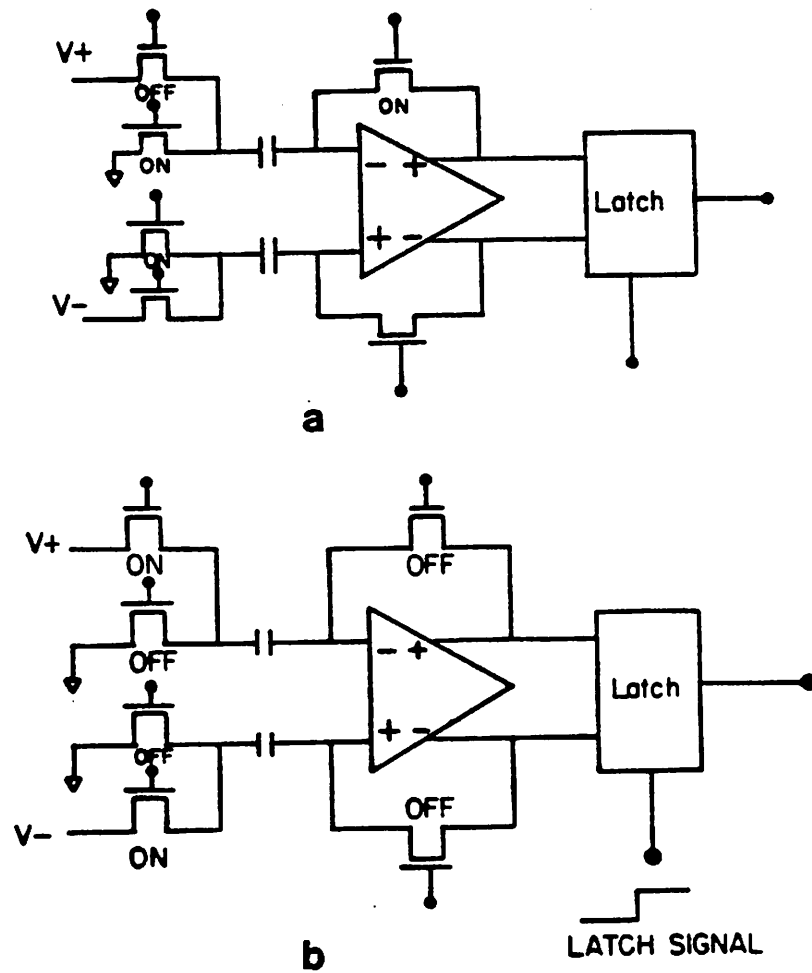 V+
OFF
ON
ON
- +
Latch
+ -
ON
V-
a
V+
ON
OFF
OFF
- +
Latch
+ -
OFF
OFF
V-
ON
LATCH SIGNAL
b